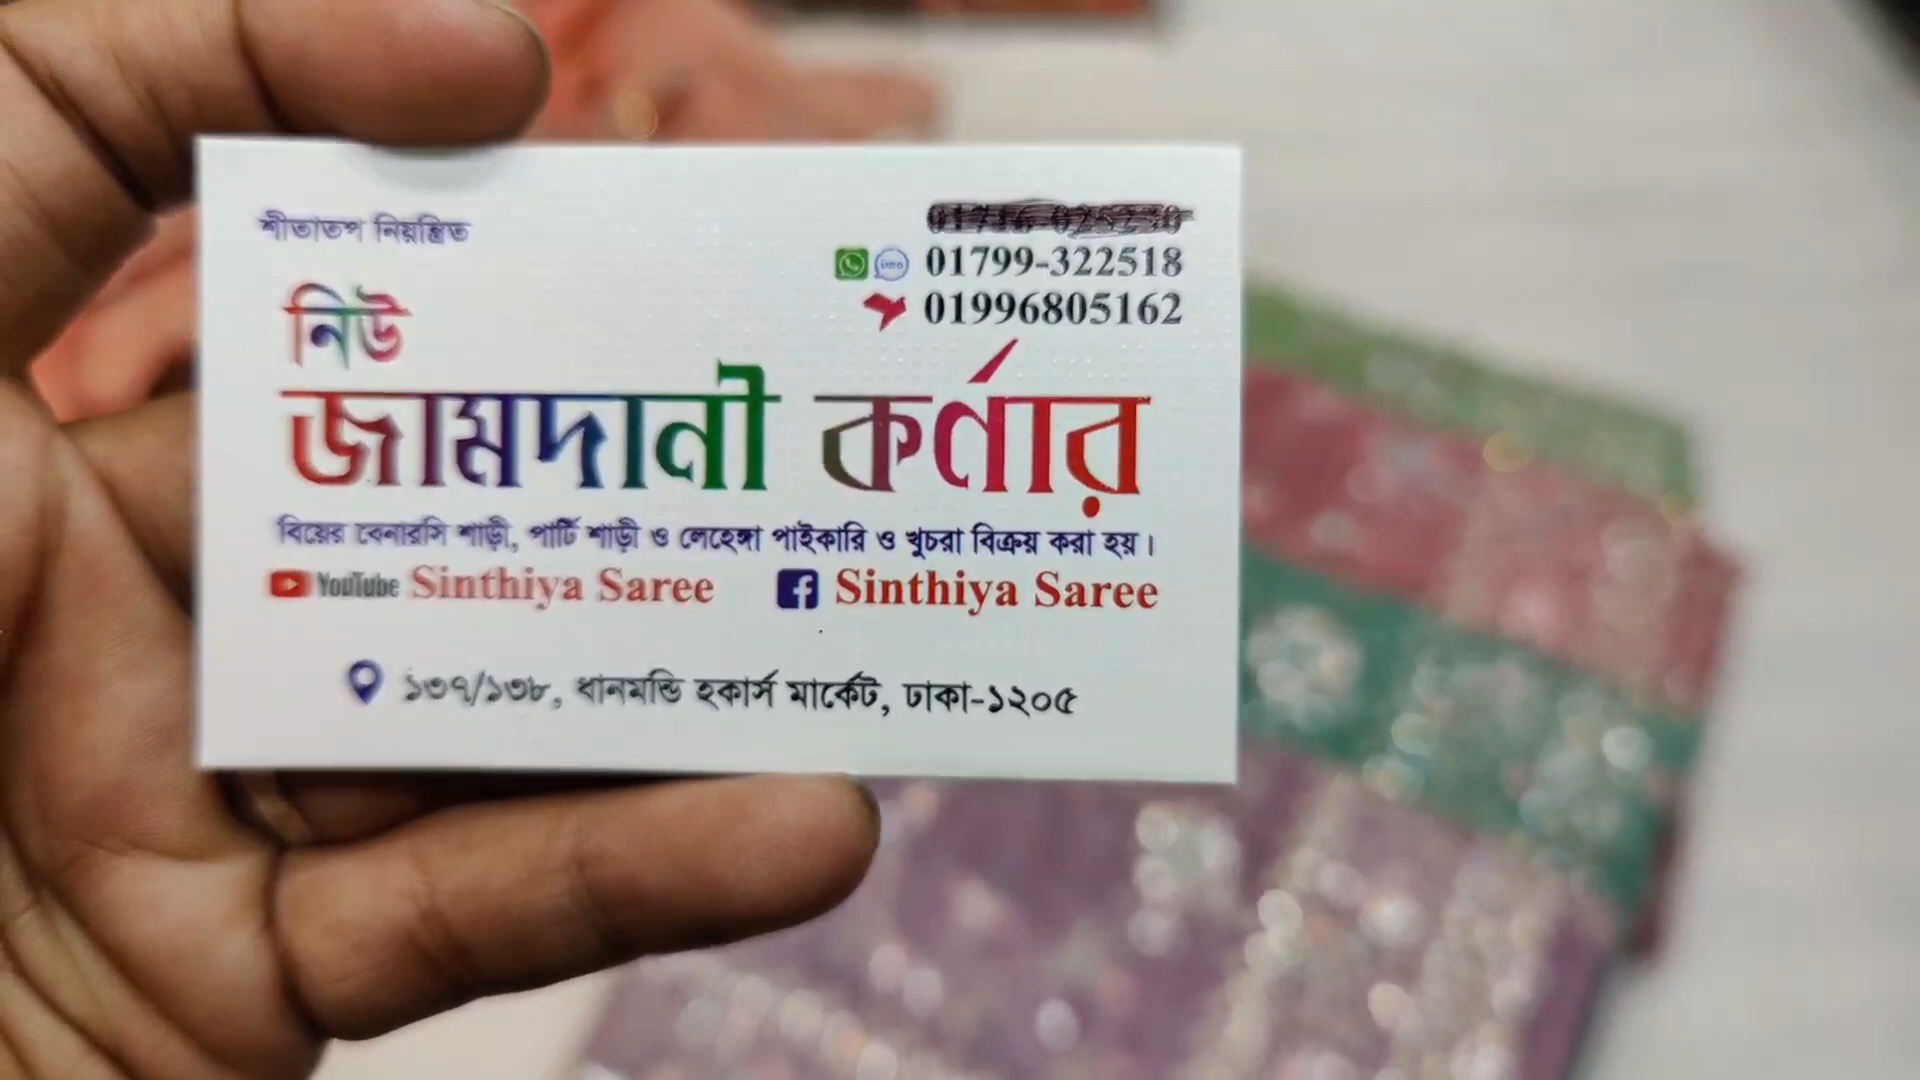 শীতাতপ নিয়ন্ত্রিত
01799-322518
01996805162
নিউ
জামদানী কর্ণার
বিয়ের বেনারসি শাড়ী, পার্টি শাড়ী ও লেহেঙ্গা পাইকারি ও খুচরা বিক্রয় করা হয়।
YouTube Sinthiya Saree Sinthiya Saree
১৩৭/১৩৮, ধানমন্ডি হকার্স মার্কেট, ঢাকা-১২০৫